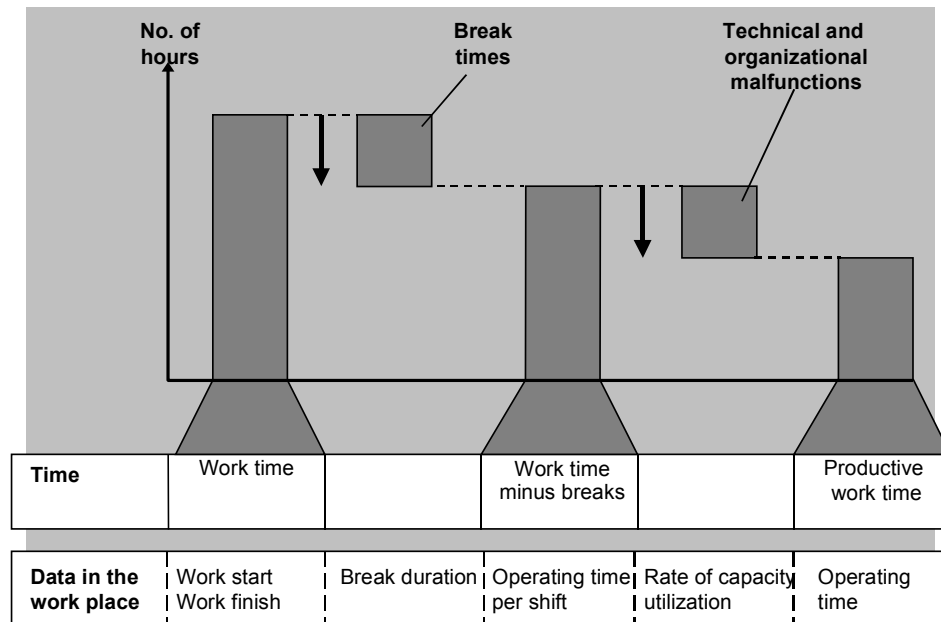 No. of
hours
Break
times
Technical and
organizational
malfunctions
Time
Work time
Work time
minus breaks
Productive
work time
Data in the
work place
Work start
Work finish
Break duration
Operating time
per shift
Rate of capacity
utilization
Operating
time